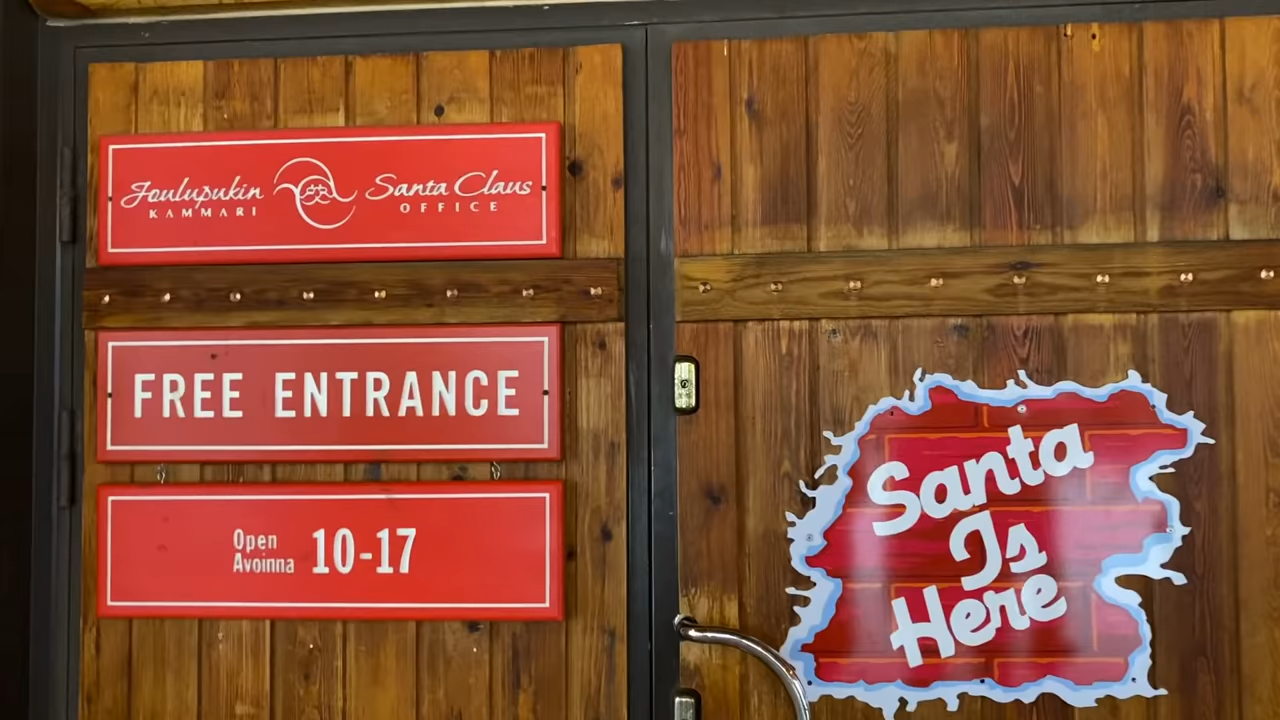 Joulupukin Santa Claus
KAMMARI OFFICE
FREE ENTRANCE
Open
Avoinna 10-17
Santa
Is
Here